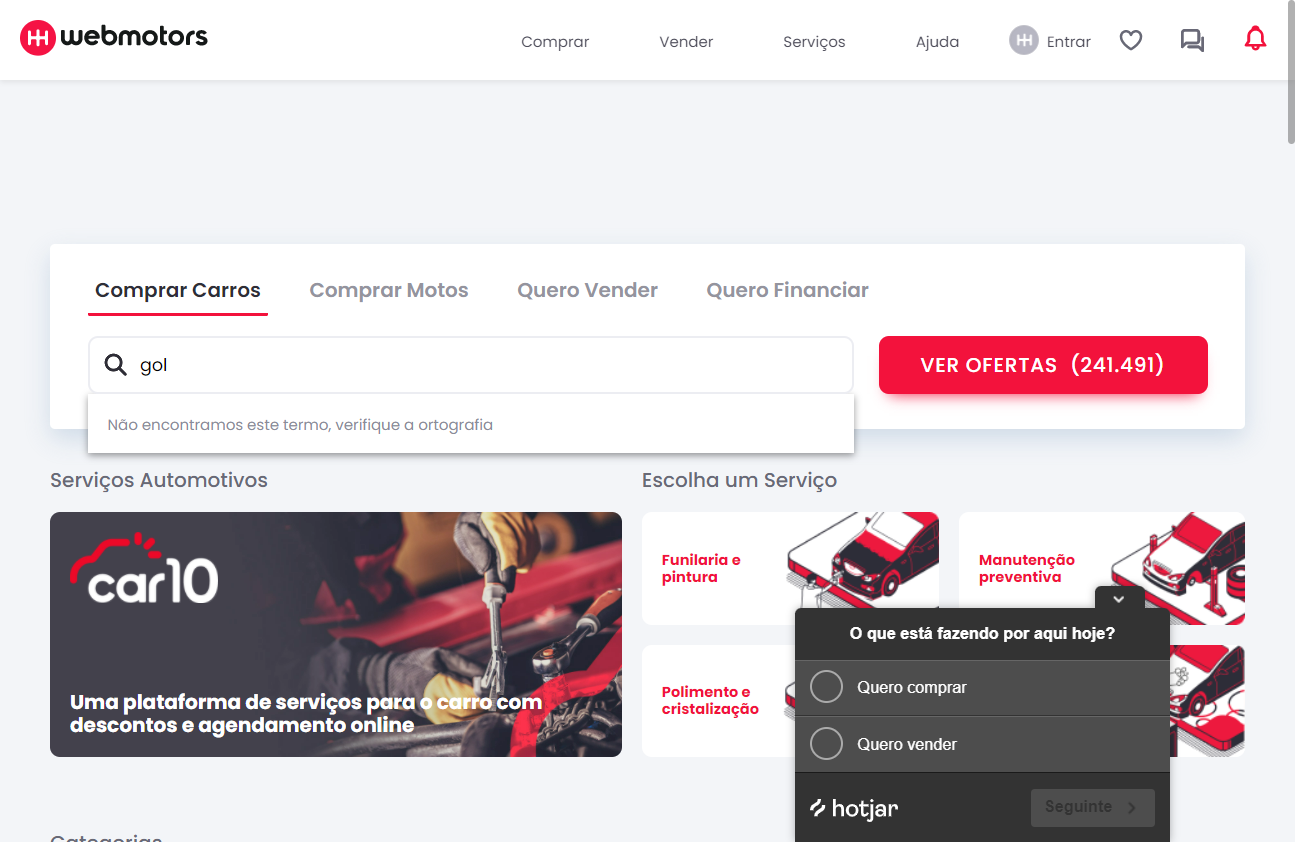 webmotors
Comprar
Vender
Serviços
Ajuda
Entrar
Comprar Carros
Comprar Motos
Quero Vender
Quero Financiar
gol
VER OFERTAS (241.491)
Não encontramos este termo, verifique a ortografia
Serviços Automotivos
car10
Uma plataforma de serviços para o carro com
descontos e agendamento online
Escolha um Serviço
Funilaria e
pintura
Manutenção
preventiva
Polimento e
cristalização
O que está fazendo por aqui hoje?
Quero comprar
Quero vender
hotjar
Seguinte
Categorias